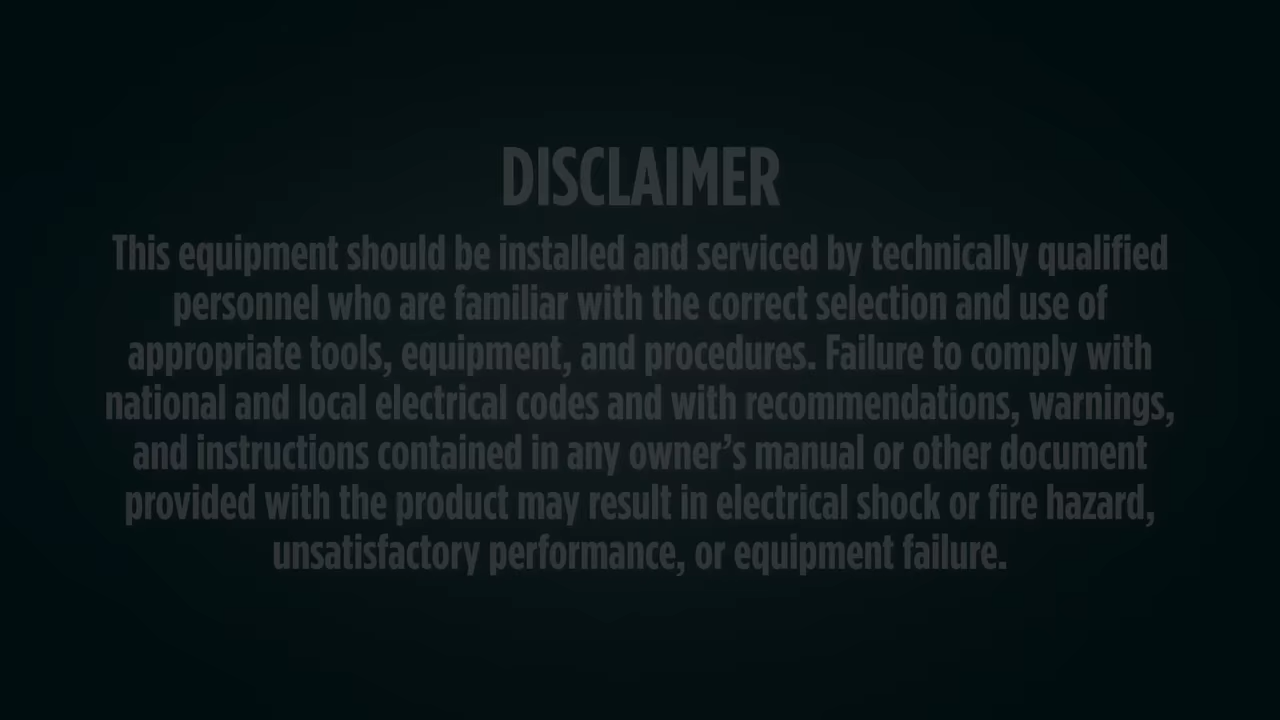 DISCLAIMER
This equipment should be installed and serviced by technically qualified
personnel who are familiar with the correct selection and use of
appropriate tools, equipment, and procedures. Failure to comply with
national and local electrical codes and with recommendations, warnings,
and instructions contained in any owner’s manual or other document
provided with the product may result in electrical shock or fire hazard,
unsatisfactory performance, or equipment failure.